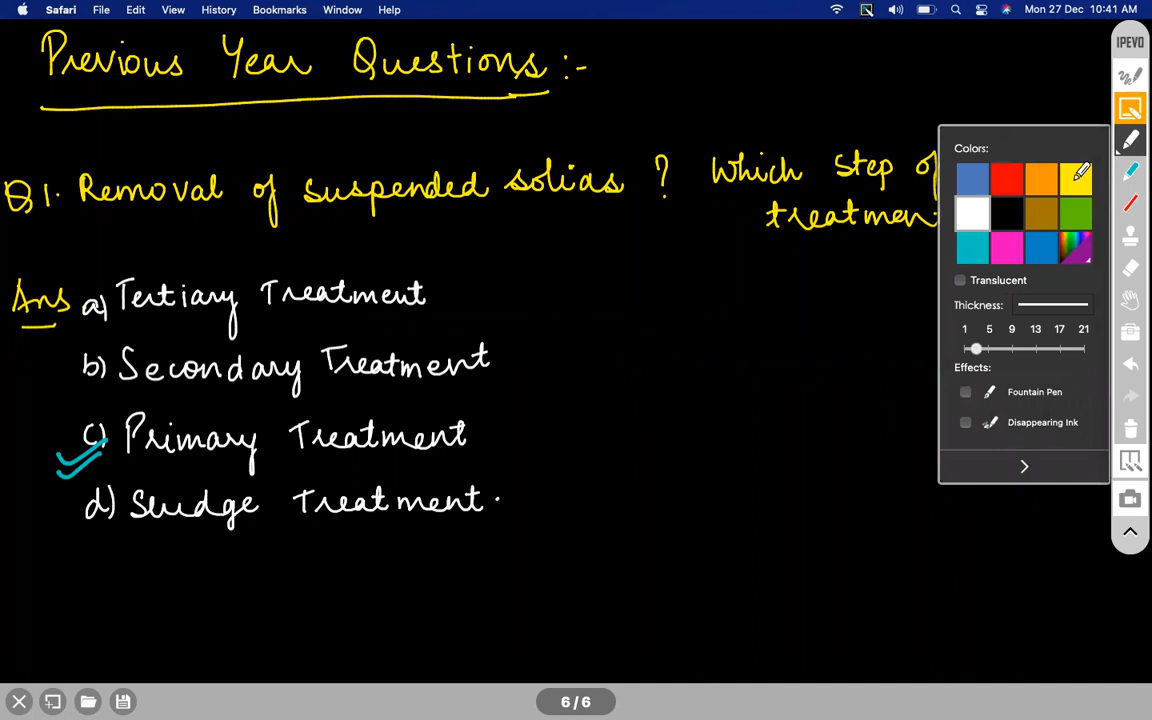 Safari File Edit View History Bookmarks Window Help Mon 27 Dec 10:41 AM
Previous Year Questions :-
IPEVO
Colors:
Q1. Removal of suspended solids ? Which step of
treatment
Ans a) Tertiary Treatment
b) Secondary Treatment
c) Primary Treatment
d) Sludge Treatment.
Translucent
Thickness:
1 5 9 13 17 21
Effects:
Fountain Pen
Disappearing Ink
6/6